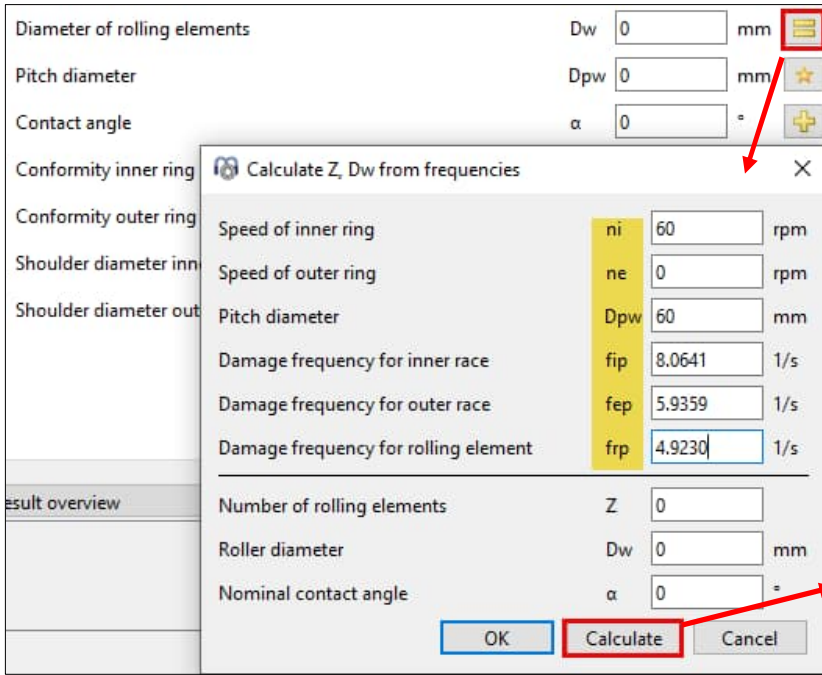 Diameter of rolling elements Dw 0 mm
Pitch diameter Dpw 0 mm
Contact angle α 0 °
Conformity inner ring
Calculate Z, Dw from frequencies
Conformity outer ring
Speed of inner ring ni 60 rpm
Shoulder diameter inn
Speed of outer ring ne 0 rpm
Shoulder diameter out
Pitch diameter Dpw 60 mm
Damage frequency for inner race fip 8.0641 1/s
Damage frequency for outer race fep 5.9359 1/s
Damage frequency for rolling element frp 4.9230 1/s
esult overview
Number of rolling elements Z 0
Roller diameter Dw 0 mm
Nominal contact angle α 0 °
OK Calculate Cancel